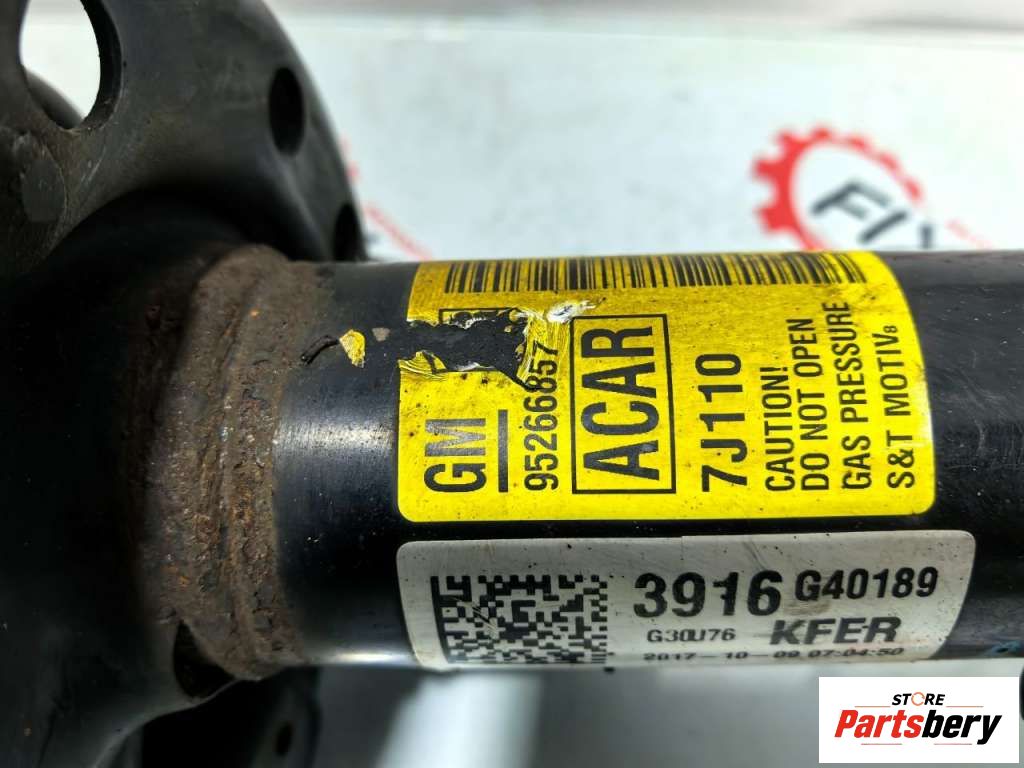 GM
95266857
ACAR
7J110
CAUTION!
DO NOT OPEN
GAS PRESSURE
S&T MOTIV8
3916 G40189
G30U76 KFER
2017-10-09 07:04:50
STORE
Partsbery